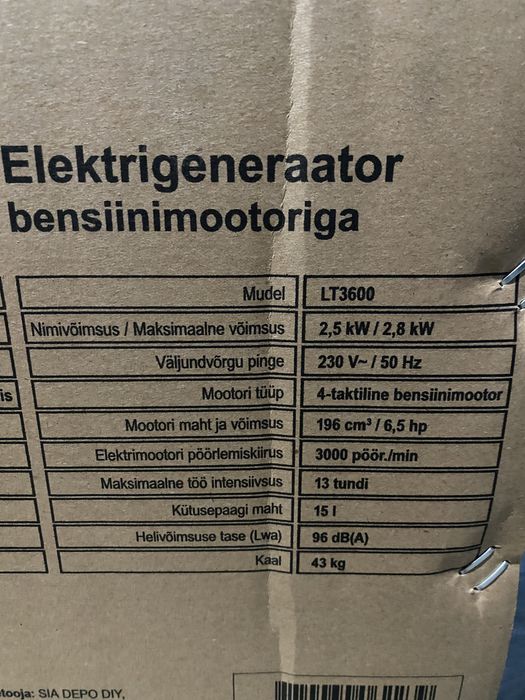 Elektrigeneraator
bensiinimootoriga
Mudel LT3600
Nimivõimsus / Maksimaalne võimsus 2,5 kW / 2,8 kW
Väljundvõrgu pinge 230 V~ / 50 Hz
is Mootori tüüp 4-taktiline bensiinimootor
Mootori maht ja võimsus 196 cm³ / 6,5 hp
Elektrimootori pöörlemiskiirus 3000 pöör./min
Maksimaalne töö intensiivsus 13 tundi
Kütusepaagi maht 15 l
Helivõimsuse tase (Lwa) 96 dB(A)
Kaal 43 kg
etooja: SIA DEPO DIY,